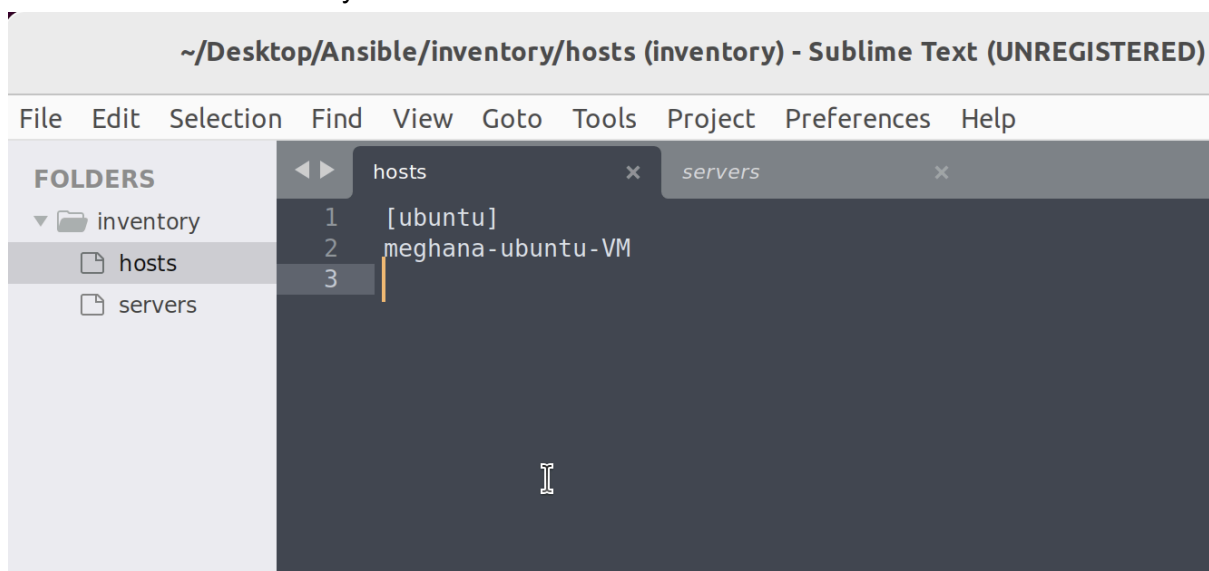 ~/Desktop/Ansible/inventory/hosts (inventory) - Sublime Text (UNREGISTERED)
File Edit Selection Find View Goto Tools Project Preferences Help
FOLDERS
inventory
hosts
servers
hosts × servers ×
1 [ubuntu]
2 meghana-ubuntu-VM
3